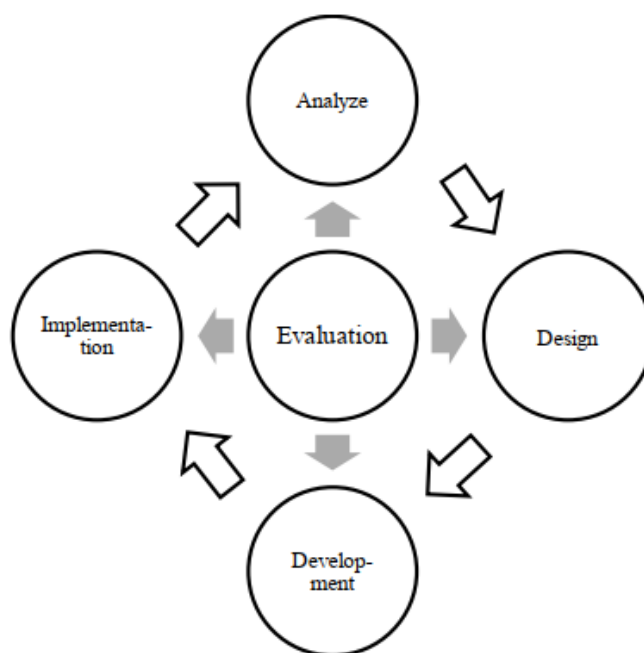 Analyze
Implementa-
tion
Evaluation
Design
Develop-
ment